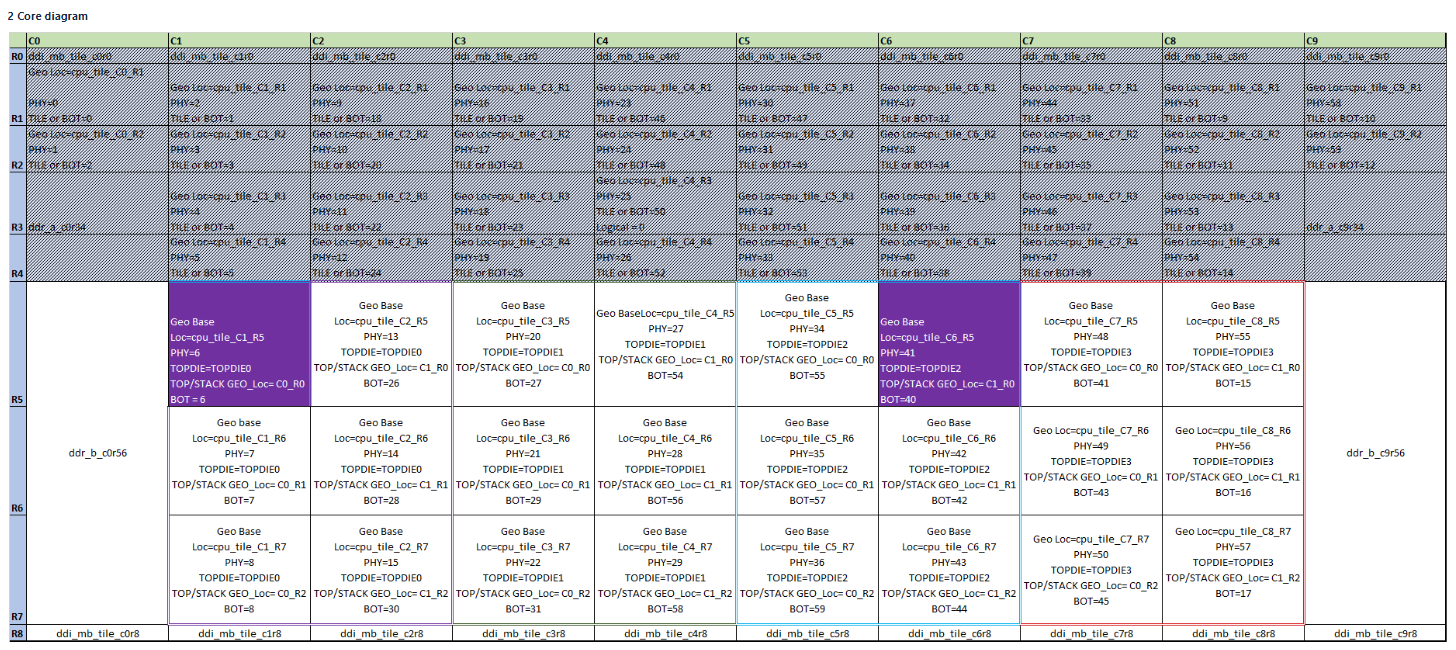 2 Core diagram
C0
C1
C2
C3
C4
C5
C6
C7
C8
C9
R0
ddi_mb_tile_c0r0
ddi_mb_tile_c1r0
ddi_mb_tile_c2r0
ddi_mb_tile_c3r0
ddi_mb_tile_c4r0
ddi_mb_tile_c5r0
ddi_mb_tile_c6r0
ddi_mb_tile_c7r0
ddi_mb_tile_c8r0
ddi_mb_tile_c9r0
R1
Geo Loc=cpu_tile_C0_R1
PHY=0
TILE or BOT=0
Geo Loc=cpu_tile_C1_R1
PHY=2
TILE or BOT=1
Geo Loc=cpu_tile_C2_R1
PHY=9
TILE or BOT=18
Geo Loc=cpu_tile_C3_R1
PHY=16
TILE or BOT=19
Geo Loc=cpu_tile_C4_R1
PHY=23
TILE or BOT=46
Geo Loc=cpu_tile_C5_R1
PHY=30
TILE or BOT=47
Geo Loc=cpu_tile_C6_R1
PHY=37
TILE or BOT=32
Geo Loc=cpu_tile_C7_R1
PHY=44
TILE or BOT=33
Geo Loc=cpu_tile_C8_R1
PHY=51
TILE or BOT=9
Geo Loc=cpu_tile_C9_R1
PHY=58
TILE or BOT=10
R2
Geo Loc=cpu_tile_C0_R2
PHY=1
TILE or BOT=2
Geo Loc=cpu_tile_C1_R2
PHY=3
TILE or BOT=3
Geo Loc=cpu_tile_C2_R2
PHY=10
TILE or BOT=20
Geo Loc=cpu_tile_C3_R2
PHY=17
TILE or BOT=21
Geo Loc=cpu_tile_C4_R2
PHY=24
TILE or BOT=48
Geo Loc=cpu_tile_C5_R2
PHY=31
TILE or BOT=49
Geo Loc=cpu_tile_C6_R2
PHY=38
TILE or BOT=34
Geo Loc=cpu_tile_C7_R2
PHY=45
TILE or BOT=35
Geo Loc=cpu_tile_C8_R2
PHY=52
TILE or BOT=11
Geo Loc=cpu_tile_C9_R2
PHY=59
TILE or BOT=12
R3
ddr_a_c0r34
Geo Loc=cpu_tile_C1_R3
PHY=4
TILE or BOT=4
Geo Loc=cpu_tile_C2_R3
PHY=11
TILE or BOT=22
Geo Loc=cpu_tile_C3_R3
PHY=18
TILE or BOT=23
Geo Loc=cpu_tile_C4_R3
PHY=25
TILE or BOT=50
Logical = 0
Geo Loc=cpu_tile_C5_R3
PHY=32
TILE or BOT=51
Geo Loc=cpu_tile_C6_R3
PHY=39
TILE or BOT=36
Geo Loc=cpu_tile_C7_R3
PHY=46
TILE or BOT=37
Geo Loc=cpu_tile_C8_R3
PHY=53
TILE or BOT=13
ddr_a_c9r34
R4
Geo Loc=cpu_tile_C1_R4
PHY=5
TILE or BOT=5
Geo Loc=cpu_tile_C2_R4
PHY=12
TILE or BOT=24
Geo Loc=cpu_tile_C3_R4
PHY=19
TILE or BOT=25
Geo Loc=cpu_tile_C4_R4
PHY=26
TILE or BOT=52
Geo Loc=cpu_tile_C5_R4
PHY=33
TILE or BOT=53
Geo Loc=cpu_tile_C6_R4
PHY=40
TILE or BOT=38
Geo Loc=cpu_tile_C7_R4
PHY=47
TILE or BOT=39
Geo Loc=cpu_tile_C8_R4
PHY=54
TILE or BOT=14
R5
Geo Base
Loc=cpu_tile_C1_R5
PHY=6
TOPDIE=TOPDIE0
TOP/STACK GEO_Loc= C0_R0
BOT = 6
Geo Base
Loc=cpu_tile_C2_R5
PHY=13
TOPDIE=TOPDIE0
TOP/STACK GEO_Loc= C1_R0
BOT=26
Geo Base
Loc=cpu_tile_C3_R5
PHY=20
TOPDIE=TOPDIE1
TOP/STACK GEO_Loc= C0_R0
BOT=27
Geo BaseLoc=cpu_tile_C4_R5
PHY=27
TOPDIE=TOPDIE1
TOP/STACK GEO_Loc= C1_R0
BOT=54
Geo Base
Loc=cpu_tile_C5_R5
PHY=34
TOPDIE=TOPDIE2
TOP/STACK GEO_Loc= C0_R0
BOT=55
Geo Base
Loc=cpu_tile_C6_R5
PHY=41
TOPDIE=TOPDIE2
TOP/STACK GEO_Loc= C1_R0
BOT=40
Geo Base
Loc=cpu_tile_C7_R5
PHY=48
TOPDIE=TOPDIE3
TOP/STACK GEO_Loc= C0_R0
BOT=41
Geo Base
Loc=cpu_tile_C8_R5
PHY=55
TOPDIE=TOPDIE3
TOP/STACK GEO_Loc= C1_R0
BOT=15
R6
ddr_b_c0r56
Geo base
Loc=cpu_tile_C1_R6
PHY=7
TOPDIE=TOPDIE0
TOP/STACK GEO_Loc= C0_R1
BOT=7
Geo Base
Loc=cpu_tile_C2_R6
PHY=14
TOPDIE=TOPDIE0
TOP/STACK GEO_Loc= C1_R1
BOT=28
Geo Base
Loc=cpu_tile_C3_R6
PHY=21
TOPDIE=TOPDIE1
TOP/STACK GEO_Loc= C0_R1
BOT=29
Geo Base
Loc=cpu_tile_C4_R6
PHY=28
TOPDIE=TOPDIE1
TOP/STACK GEO_Loc= C1_R1
BOT=56
Geo Base
Loc=cpu_tile_C5_R6
PHY=35
TOPDIE=TOPDIE2
TOP/STACK GEO_Loc= C0_R1
BOT=57
Geo Base
Loc=cpu_tile_C6_R6
PHY=42
TOPDIE=TOPDIE2
TOP/STACK GEO_Loc= C1_R1
BOT=42
Geo Loc=cpu_tile_C7_R6
PHY=49
TOPDIE=TOPDIE3
TOP/STACK GEO_Loc= C0_R1
BOT=43
Geo Loc=cpu_tile_C8_R6
PHY=56
TOPDIE=TOPDIE3
TOP/STACK GEO_Loc= C1_R1
BOT=16
ddr_b_c9r56
R7
Geo Base
Loc=cpu_tile_C1_R7
PHY=8
TOPDIE=TOPDIE0
TOP/STACK GEO_Loc= C0_R2
BOT=8
Geo Base
Loc=cpu_tile_C2_R7
PHY=15
TOPDIE=TOPDIE0
TOP/STACK GEO_Loc= C1_R2
BOT=30
Geo Base
Loc=cpu_tile_C3_R7
PHY=22
TOPDIE=TOPDIE1
TOP/STACK GEO_Loc= C0_R2
BOT=31
Geo Base
Loc=cpu_tile_C4_R7
PHY=29
TOPDIE=TOPDIE1
TOP/STACK GEO_Loc= C1_R2
BOT=58
Geo Base
Loc=cpu_tile_C5_R7
PHY=36
TOPDIE=TOPDIE2
TOP/STACK GEO_Loc= C0_R2
BOT=59
Geo Base
Loc=cpu_tile_C6_R7
PHY=43
TOPDIE=TOPDIE2
TOP/STACK GEO_Loc= C1_R2
BOT=44
Geo Loc=cpu_tile_C7_R7
PHY=50
TOPDIE=TOPDIE3
TOP/STACK GEO_Loc= C0_R2
BOT=45
Geo Loc=cpu_tile_C8_R7
PHY=57
TOPDIE=TOPDIE3
TOP/STACK GEO_Loc= C1_R2
BOT=17
R8
ddi_mb_tile_c0r8
ddi_mb_tile_c1r8
ddi_mb_tile_c2r8
ddi_mb_tile_c3r8
ddi_mb_tile_c4r8
ddi_mb_tile_c5r8
ddi_mb_tile_c6r8
ddi_mb_tile_c7r8
ddi_mb_tile_c8r8
ddi_mb_tile_c9r8